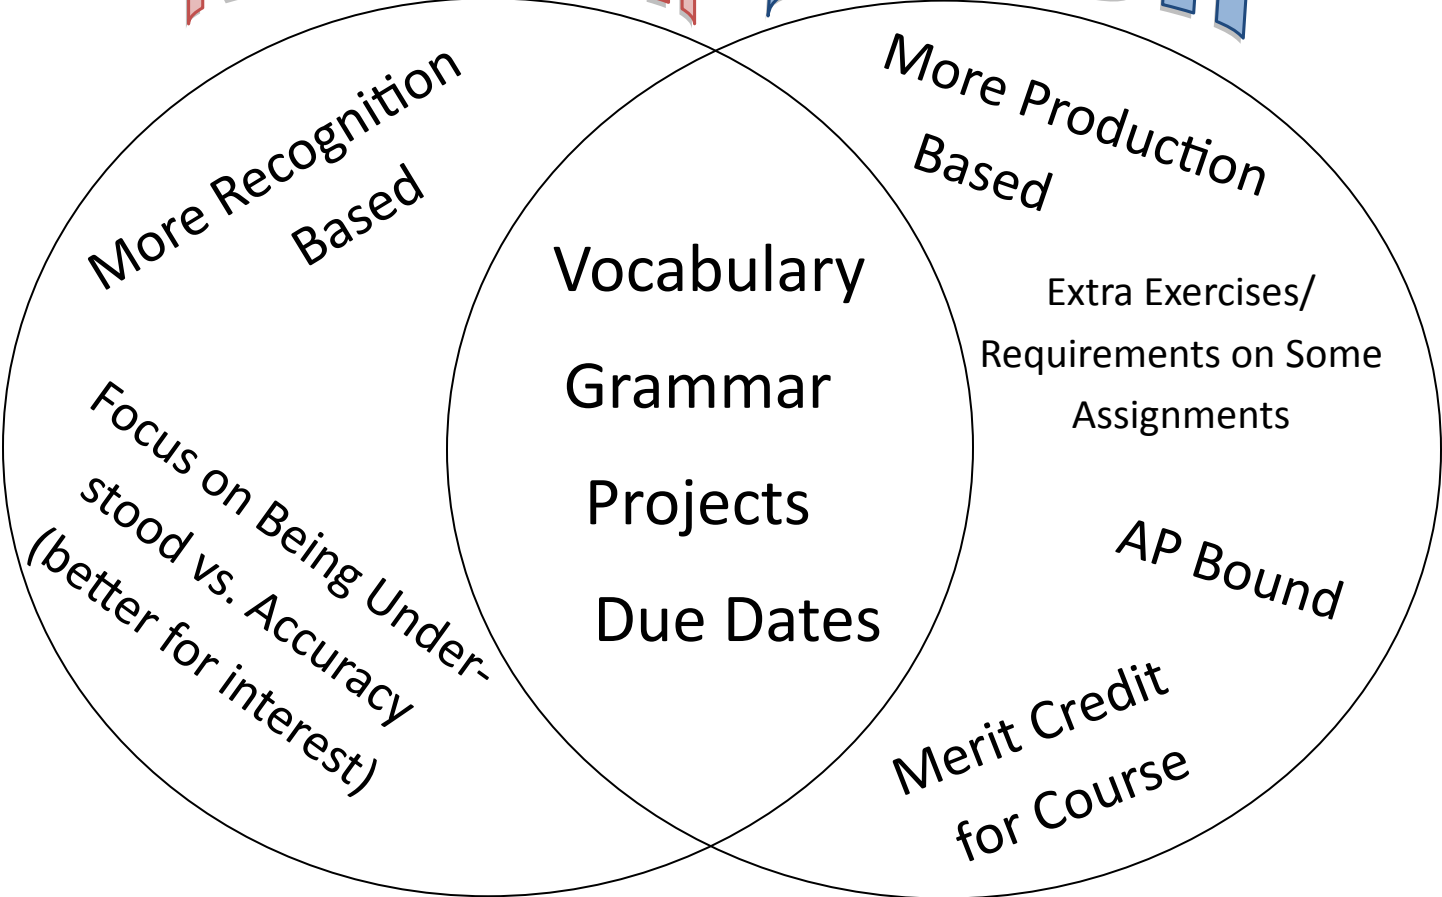 More Recognition
Based
Focus on Being Under-
stood vs. Accuracy
(better for interest)
Vocabulary
Grammar
Projects
Due Dates
More Production
Based
Extra Exercises/
Requirements on Some
Assignments
AP Bound
Merit Credit
for Course